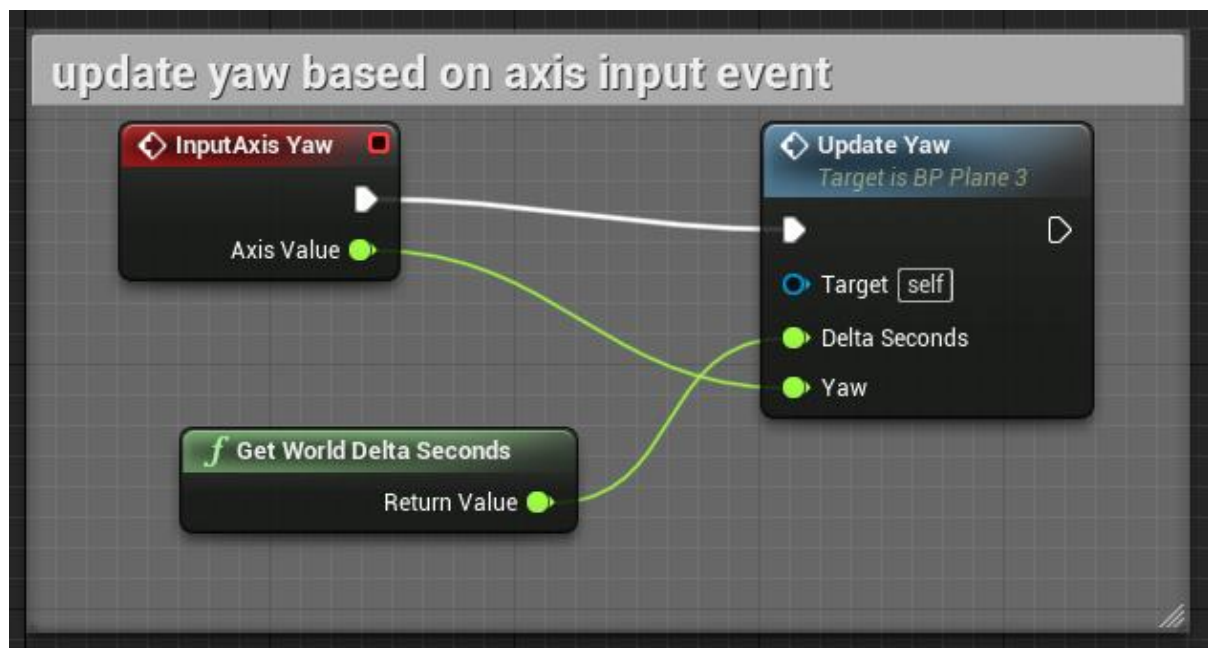 update yaw based on axis input event
InputAxis Yaw
Axis Value
Update Yaw
Target is BP Plane 3
Target self
Delta Seconds
Yaw
f Get World Delta Seconds
Return Value